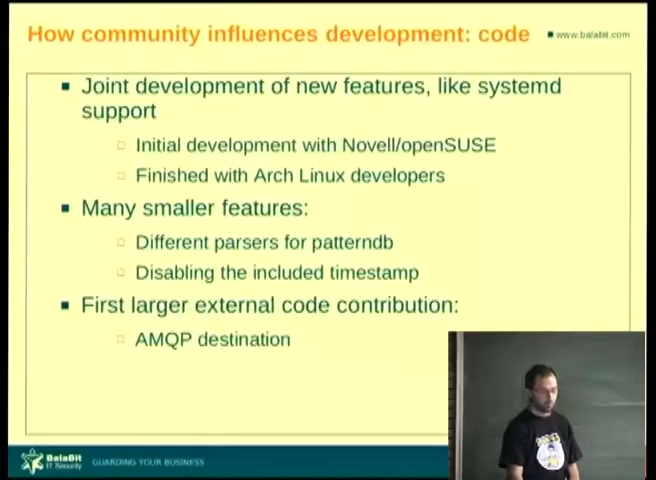 How community influences development: code
www.balabit.com
Joint development of new features, like systemd
support
Initial development with Novell/openSUSE
Finished with Arch Linux developers
Many smaller features:
Different parsers for patterndb
Disabling the included timestamp
First larger external code contribution:
AMQP destination
BalaBit
IT Security
GUARDING YOUR BUSINESS